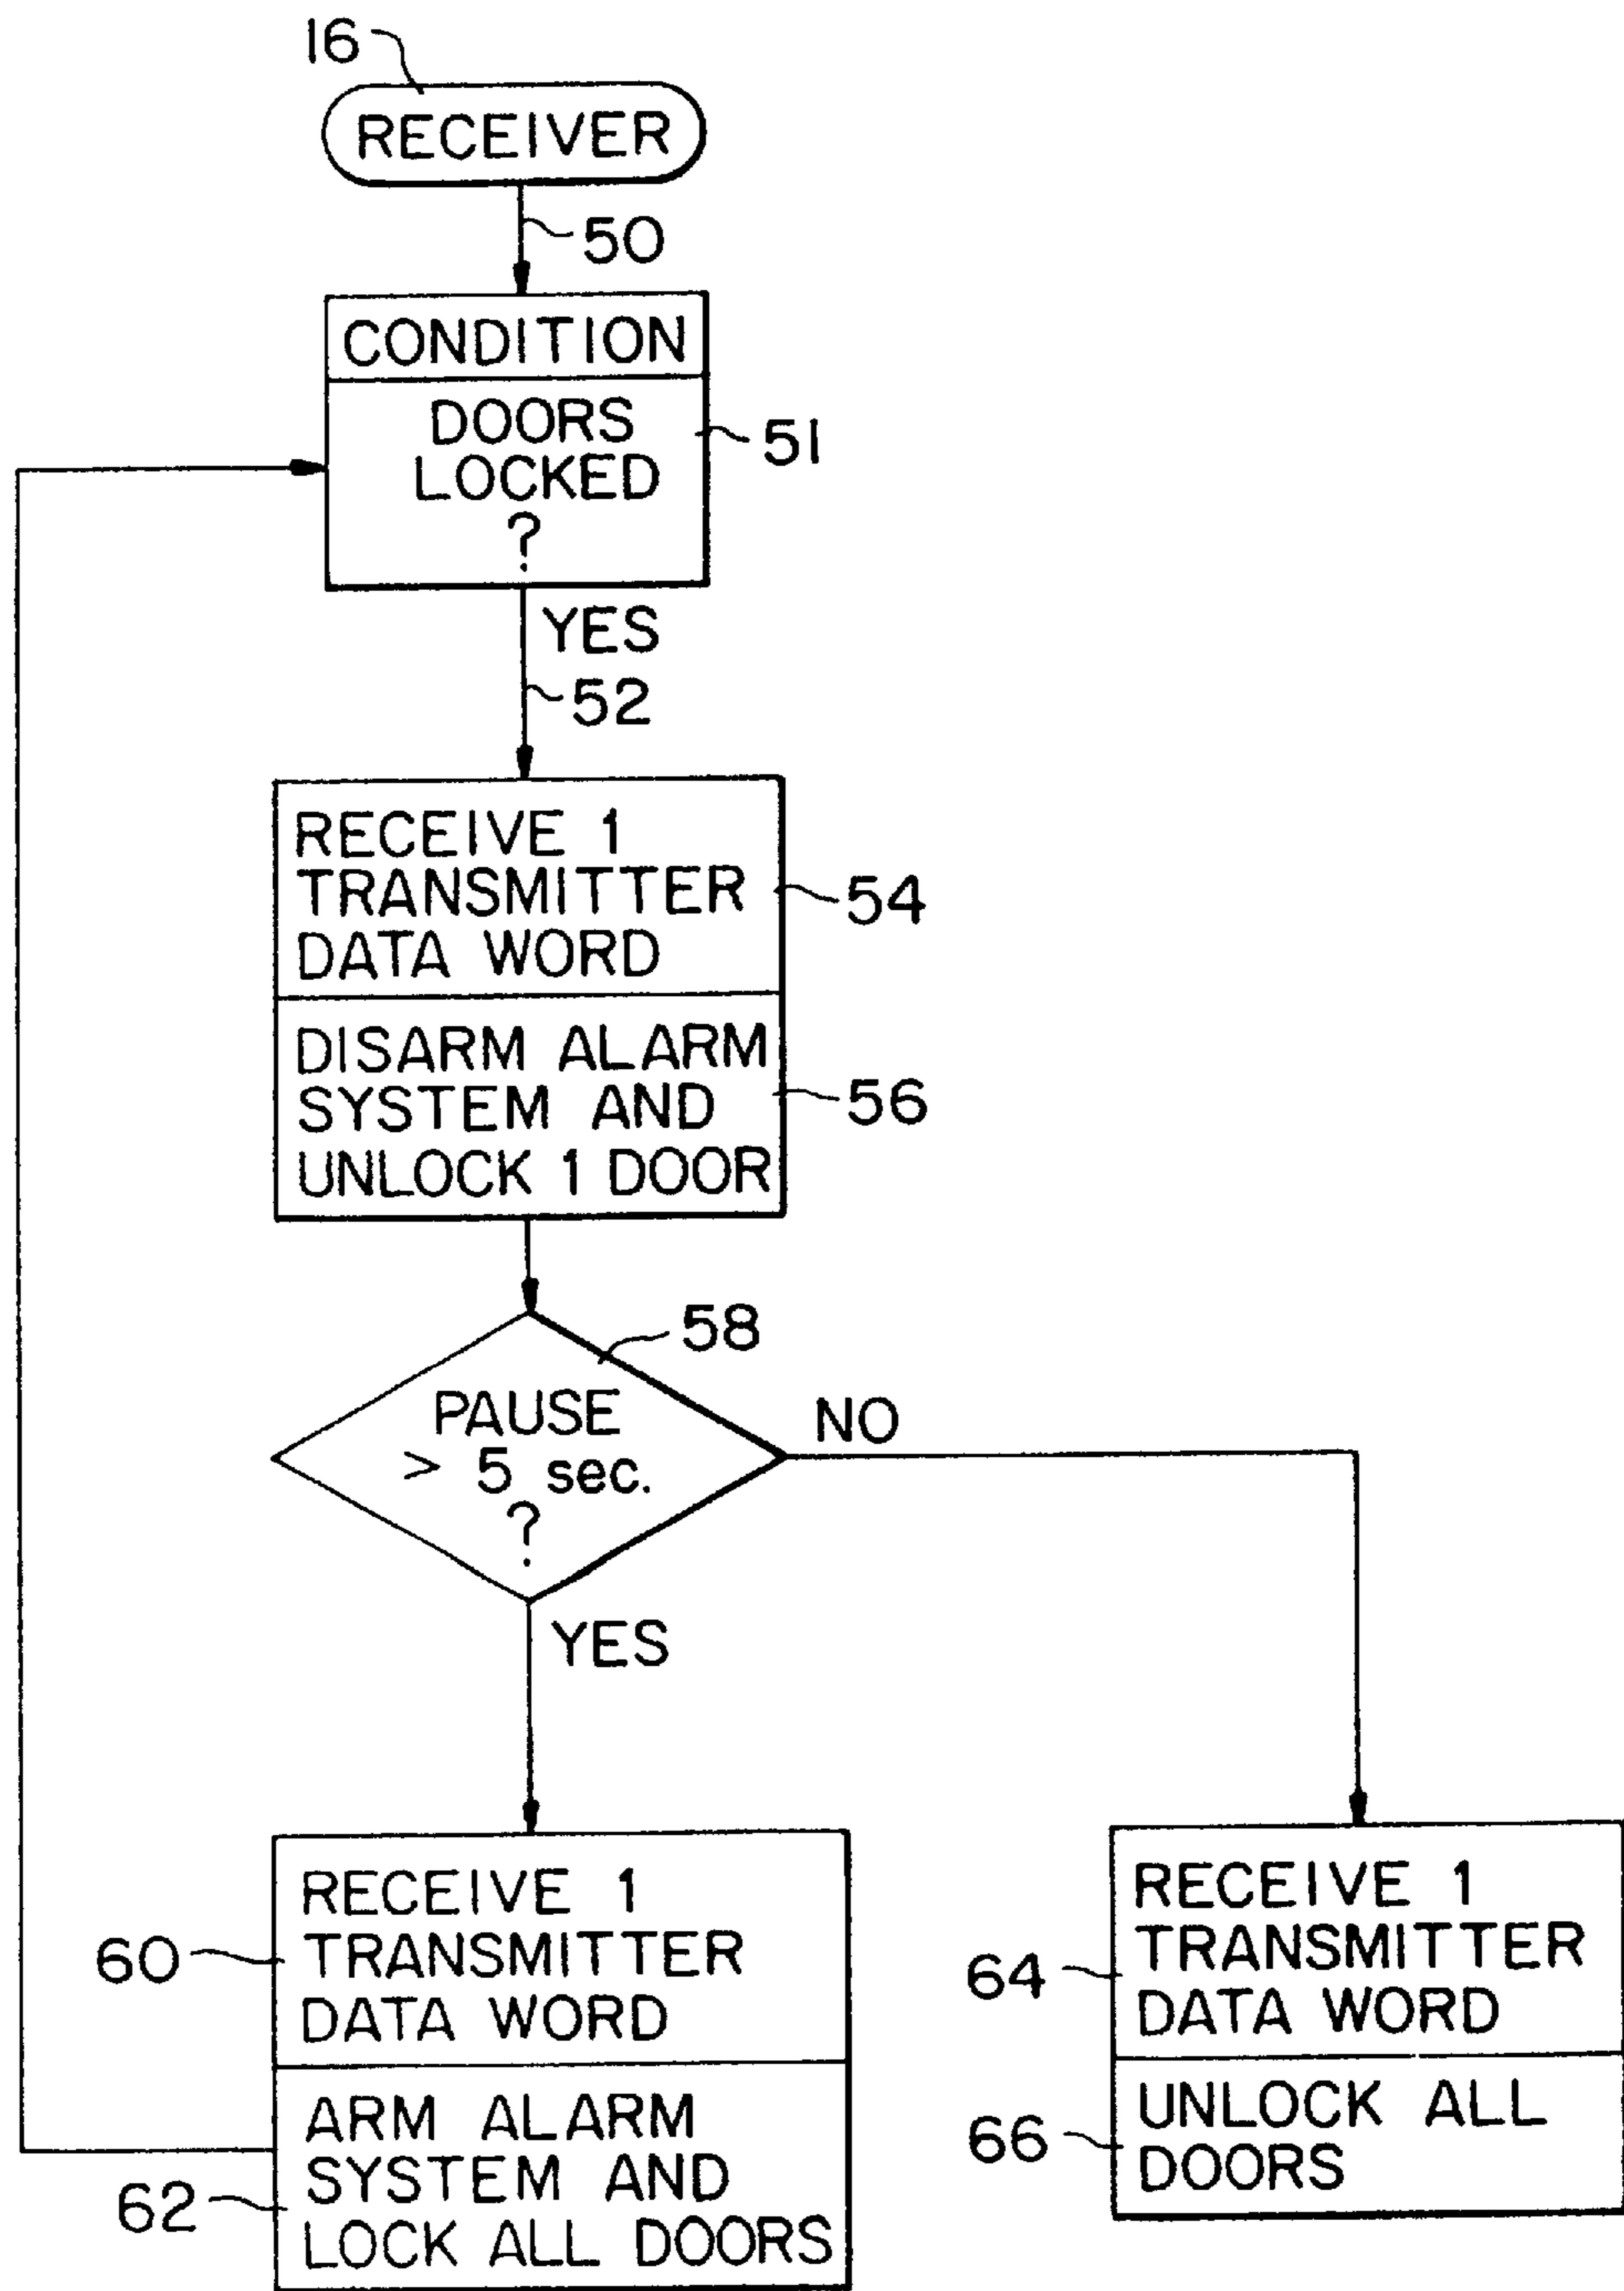 16
RECEIVER
50
CONDITION
DOORS
LOCKED
?
51
YES
52
RECEIVE 1
TRANSMITTER
DATA WORD
54
DISARM ALARM
SYSTEM AND
UNLOCK 1 DOOR
56
58
PAUSE
> 5 sec.
?
NO
YES
RECEIVE 1
TRANSMITTER
DATA WORD
60
ARM ALARM
SYSTEM AND
LOCK ALL DOORS
62
RECEIVE 1
TRANSMITTER
DATA WORD
64
UNLOCK ALL
DOORS
66